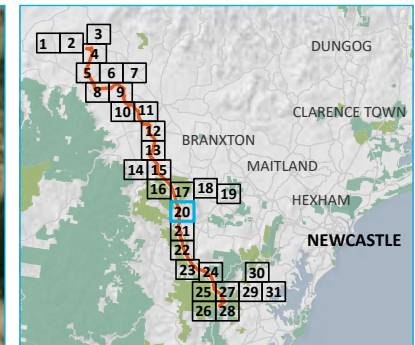 3
1 2
DUNGOG
4
5 6 7
8 9
10 11
CLARENCE TOWN
12
BRANXTON
13
MAITLAND
14 15
16 17 18 19
HEXHAM
20
21
NEWCASTLE
22
23 24
30
25 27 29 31
26 28